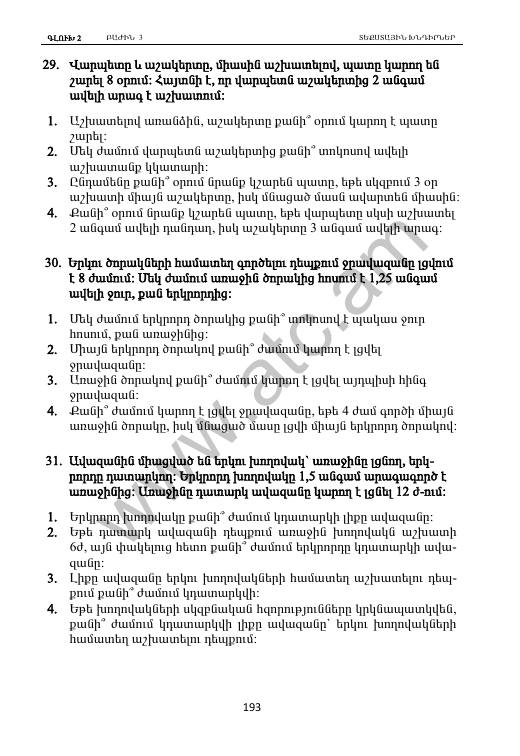 ԳԼՈՒԽ 2 ԲԱԺԻՆ 3 ՏԵՔՍՏԱՅԻՆ ԽՆԴԻՐՆԵՐ
29. Վարպետը և աշակերտը, միասին աշխատելով, պատը կարող են
շարել 8 օրում: Հայտնի է, որ վարպետն աշակերտից 2 անգամ
ավելի արագ է աշխատում:
1. Աշխատելով առանձին, աշակերտը քանի՞ օրում կարող է պատը
շարել:
2. Մեկ ժամում վարպետն աշակերտից քանի՞ տոկոսով ավելի
աշխատանք կկատարի:
3. Ընդամենը քանի՞ օրում նրանք կշարեն պատը, եթե սկզբում 3 օր
աշխատի միայն աշակերտը, իսկ մնացած մասն ավարտեն միասին:
4. Քանի՞ օրում նրանք կշարեն պատը, եթե վարպետը սկսի աշխատել
2 անգամ ավելի դանդաղ, իսկ աշակերտը 3 անգամ ավելի արագ:
30. Երկու ծորակների համատեղ գործելու դեպքում ջրավազանը լցվում
է 8 ժամում: Մեկ ժամում առաջին ծորակից հոսում է 1,25 անգամ
ավելի ջուր, քան երկրորդից:
1. Մեկ ժամում երկրորդ ծորակից քանի՞ տոկոսով է պակաս ջուր
հոսում, քան առաջինից:
2. Միայն երկրորդ ծորակով քանի՞ ժամում կարող է լցվել
ջրավազանը:
3. Առաջին ծորակով քանի՞ ժամում կարող է լցվել այդպիսի հինգ
ջրավազան:
4. Քանի՞ ժամում կարող է լցվել ջրավազանը, եթե 4 ժամ գործի միայն
առաջին ծորակը, իսկ մնացած մասը լցվի միայն երկրորդ ծորակով:
31. Ավազանին միացված են երկու խողովակ՝ առաջինը լցնող, երկ-
րորդը դատարկող: Երկրորդ խողովակը 1,5 անգամ արագագործ է
առաջինից: Առաջինը դատարկ ավազանը կարող է լցնել 12 ժ-ում:
1. Երկրորդ խողովակը քանի՞ ժամում կդատարկի լիքը ավազանը:
2. Եթե դատարկ ավազանի դեպքում առաջին խողովակն աշխատի
6ժ, այն փակելուց հետո քանի՞ ժամում երկրորդը կդատարկի ավա-
զանը:
3. Լիքը ավազանը երկու խողովակների համատեղ աշխատելու դեպ-
քում քանի՞ ժամում կդատարկվի:
4. Եթե խողովակների սկզբնական հզորությունները կրկնապատկվեն,
քանի՞ ժամում կդատարկվի լիքը ավազանը՝ երկու խողովակների
համատեղ աշխատելու դեպքում:
www.atc.am
193